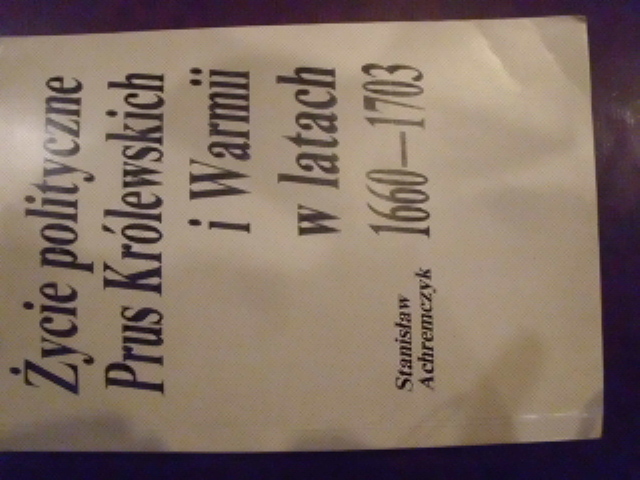 Życie polityczne
Prus Królewskich
i Warmii
w latach
1660—1703
Stanisław
Achremczyk